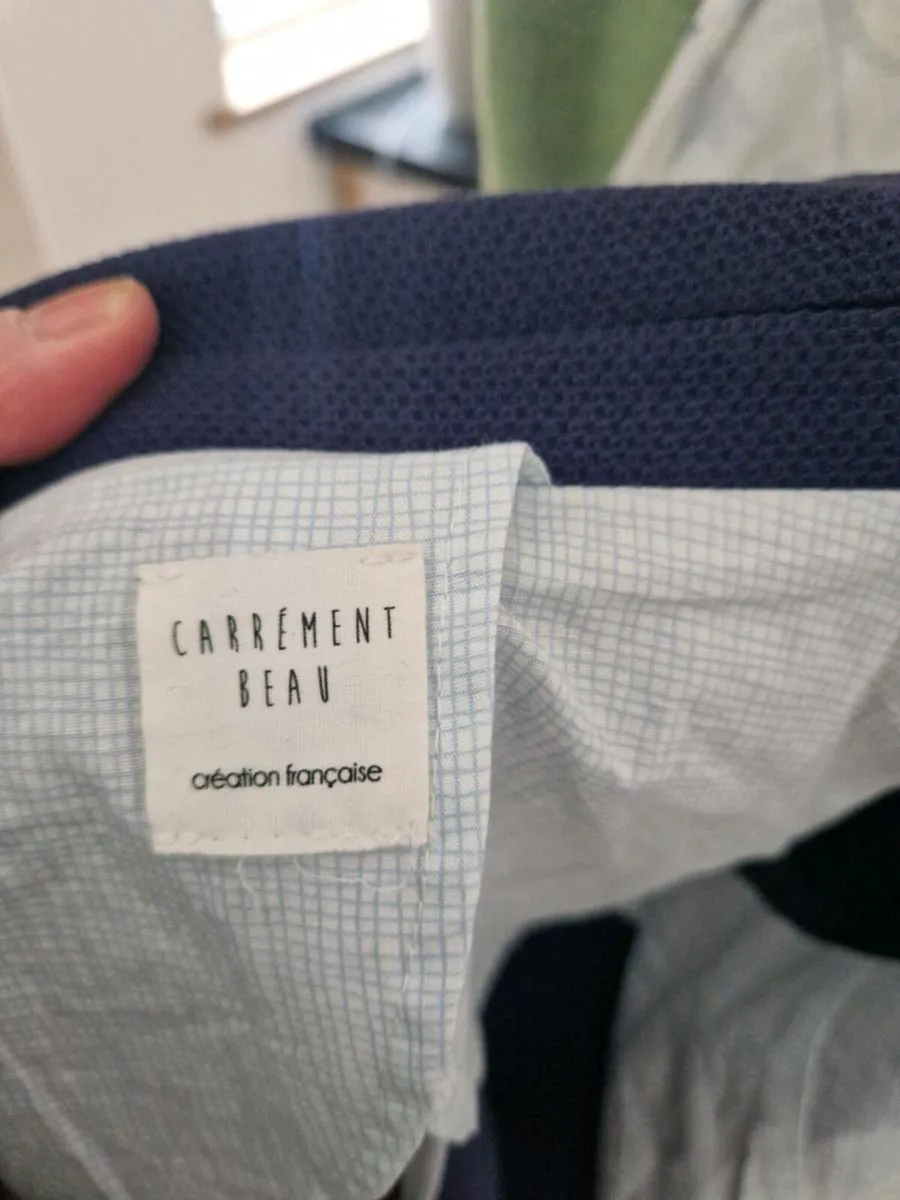 CARRÉMENT
BEAU
création française